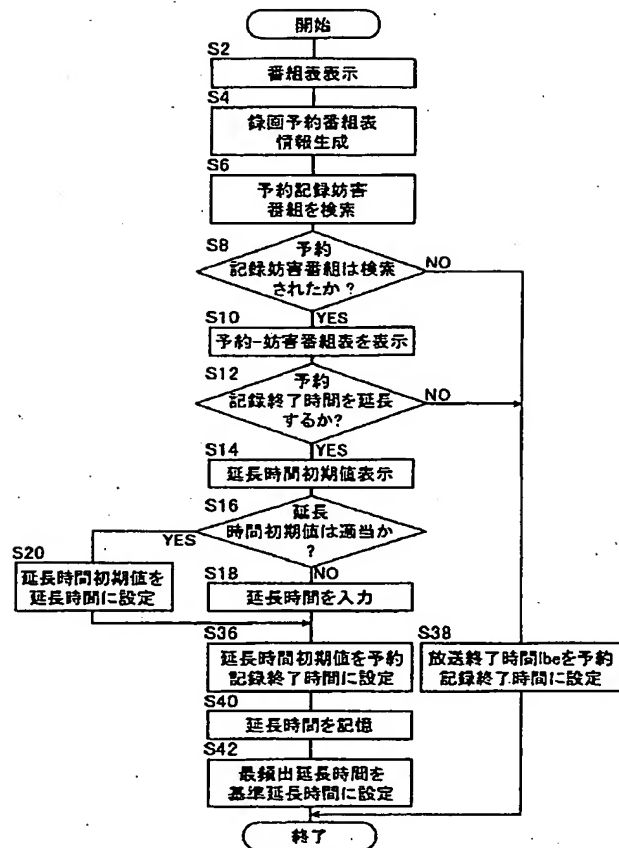 開始
S2
番組表表示
S4
録画予約番組表
情報生成
S6
予約記録妨害
番組を検索
S8
予約
記録妨害番組は検索
されたか?
NO
YES
S10
予約-妨害番組表を表示
S12
予約
記録終了時間を延長
するか?
NO
YES
S14
延長時間初期値表示
S16
延長
時間初期値は適当か
?
YES
NO
S20
延長時間初期値を
延長時間に設定
S18
延長時間を入力
S36
延長時間初期値を予約
記録終了時間に設定
S38
放送終了時間Ibeを予約
記録終了時間に設定
S40
延長時間を記憶
S42
最頻出延長時間を
基準延長時間に設定
終了